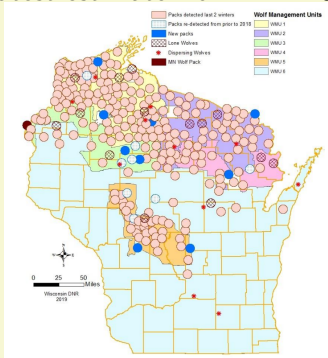 Packs detected last 2 winters
Packs re-detected from prior to 2018
New packs
Lone Wolves
Dispersing Wolves
MN Wolf Pack
Wolf Management Units
WMU 1
WMU 2
WMU 3
WMU 4
WMU 5
WMU 6
0 25 50
Miles
Wisconsin DNR
2019